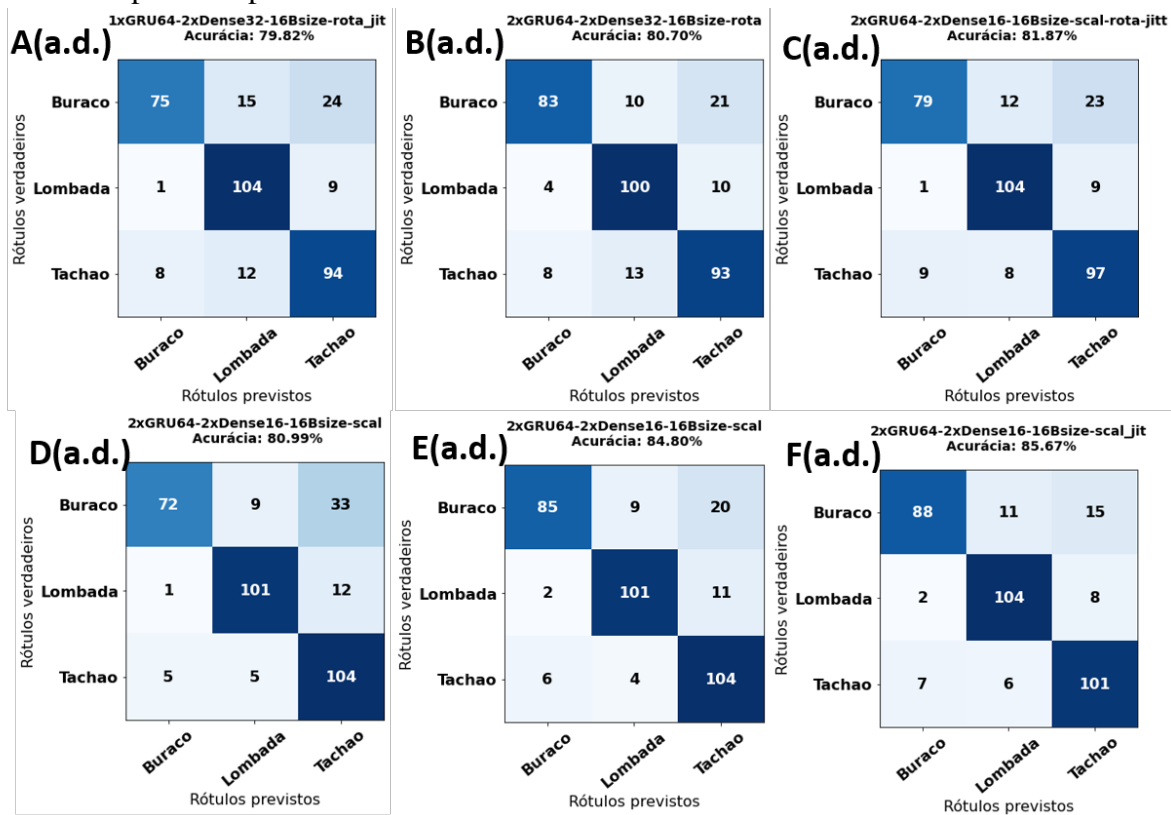 1xGRU64-2xDense32-16Bsize-rota_jit
Acurácia: 79.82%
A(a.d.)
Rótulos verdadeiros
Buraco 75 15 24
Lombada 1 104 9
Tachao 8 12 94
Buraco Lombada Tachao
Rótulos previstos
2xGRU64-2xDense32-16Bsize-rota
Acurácia: 80.70%
B(a.d.)
Rótulos verdadeiros
Buraco 83 10 21
Lombada 4 100 10
Tachao 8 13 93
Buraco Lombada Tachao
Rótulos previstos
2xGRU64-2xDense16-16Bsize-scal-rota-jitt
Acurácia: 81.87%
C(a.d.)
Rótulos verdadeiros
Buraco 79 12 23
Lombada 1 104 9
Tachao 9 8 97
Buraco Lombada Tachao
Rótulos previstos
2xGRU64-2xDense16-16Bsize-scal
Acurácia: 80.99%
D(a.d.)
Rótulos verdadeiros
Buraco 72 9 33
Lombada 1 101 12
Tachao 5 5 104
Buraco Lombada Tachao
Rótulos previstos
2xGRU64-2xDense16-16Bsize-scal
Acurácia: 84.80%
E(a.d.)
Rótulos verdadeiros
Buraco 85 9 20
Lombada 2 101 11
Tachao 6 4 104
Buraco Lombada Tachao
Rótulos previstos
2xGRU64-2xDense16-16Bsize-scal_jit
Acurácia: 85.67%
F(a.d.)
Rótulos verdadeiros
Buraco 88 11 15
Lombada 2 104 8
Tachao 7 6 101
Buraco Lombada Tachao
Rótulos previstos